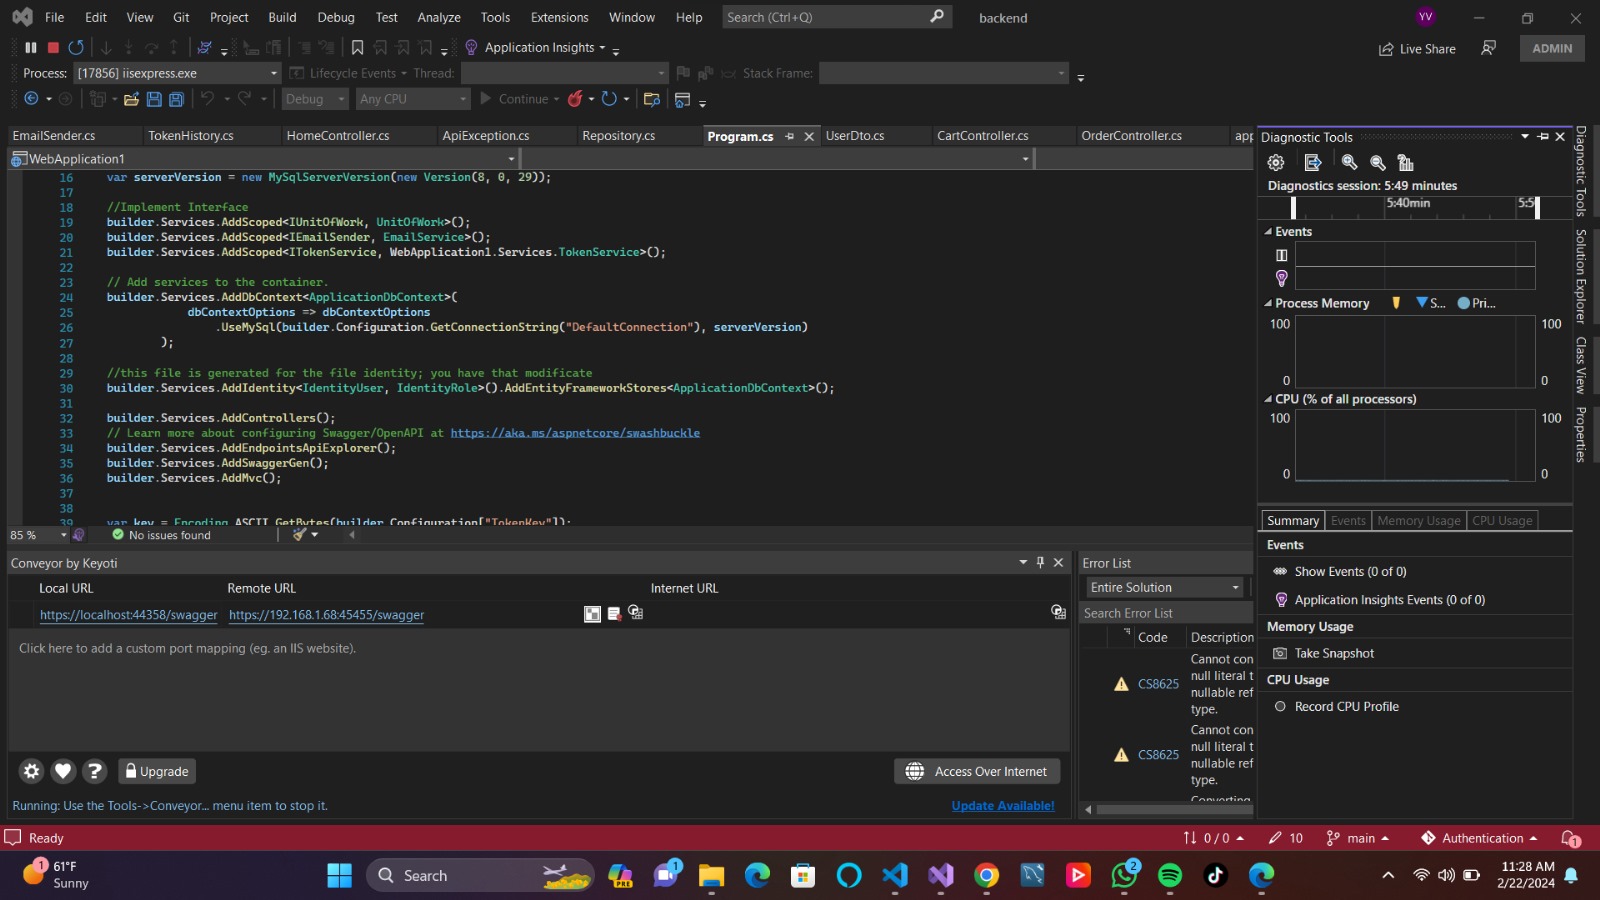 File Edit View Git Project Build Debug Test Analyze Tools Extensions Window Help Search (Ctrl+Q) backend YV
Application Insights Live Share ADMIN
Process: [17856] iisexpress.exe Lifecycle Events Thread: Stack Frame:
Debug Any CPU Continue
EmailSender.cs TokenHistory.cs HomeController.cs ApiException.cs Repository.cs Program.cs UserDto.cs CartController.cs OrderController.cs app
WebApplication1
16 var serverVersion = new MySqlServerVersion(new Version(8, 0, 29));
17
18 //Implement Interface
19 builder.Services.AddScoped<IUnitOfWork, UnitOfWork>();
20 builder.Services.AddScoped<IEmailSender, EmailService>();
21 builder.Services.AddScoped<ITokenService, WebApplication1.Services.TokenService>();
22
23 // Add services to the container.
24 builder.Services.AddDbContext<ApplicationDbContext>(
25 dbContextOptions => dbContextOptions
26 .UseMySql(builder.Configuration.GetConnectionString("DefaultConnection"), serverVersion)
27 );
28
29 //this file is generated for the file identity; you have that modificate
30 builder.Services.AddIdentity<IdentityUser, IdentityRole>().AddEntityFrameworkStores<ApplicationDbContext>();
31
32 builder.Services.AddControllers();
33 // Learn more about configuring Swagger/OpenAPI at https://aka.ms/aspnetcore/swashbuckle
34 builder.Services.AddEndpointsApiExplorer();
35 builder.Services.AddSwaggerGen();
36 builder.Services.AddMvc();
37
38
39 var key = Encoding.ASCII.GetBytes(builder.Configuration["TokenKey"]);
85 % No issues found
Conveyor by Keyoti
Local URL Remote URL Internet URL
https://localhost:44358/swagger https://192.168.1.68:45455/swagger
Click here to add a custom port mapping (eg. an IIS website).
Upgrade Access Over Internet
Running: Use the Tools->Conveyor... menu item to stop it. Update Available!
Error List
Entire Solution
Search Error List
Code Description
CS8625 Cannot con
null literal t
nullable ref
type.
CS8625 Cannot con
null literal t
nullable ref
type.
Converting
Diagnostic Tools
Diagnostics session: 5:49 minutes
5:40min 5:5
Events
Process Memory S... Pri...
100 100
0 0
CPU (% of all processors)
100 100
0 0
Summary Events Memory Usage CPU Usage
Events
Show Events (0 of 0)
Application Insights Events (0 of 0)
Memory Usage
Take Snapshot
CPU Usage
Record CPU Profile
Diagnostic Tools
Solution Explorer
Class View
Properties
Ready 0 / 0 10 main Authentication 1
1 61°F
Sunny
Search PRE 1 2
11:28 AM
2/22/2024